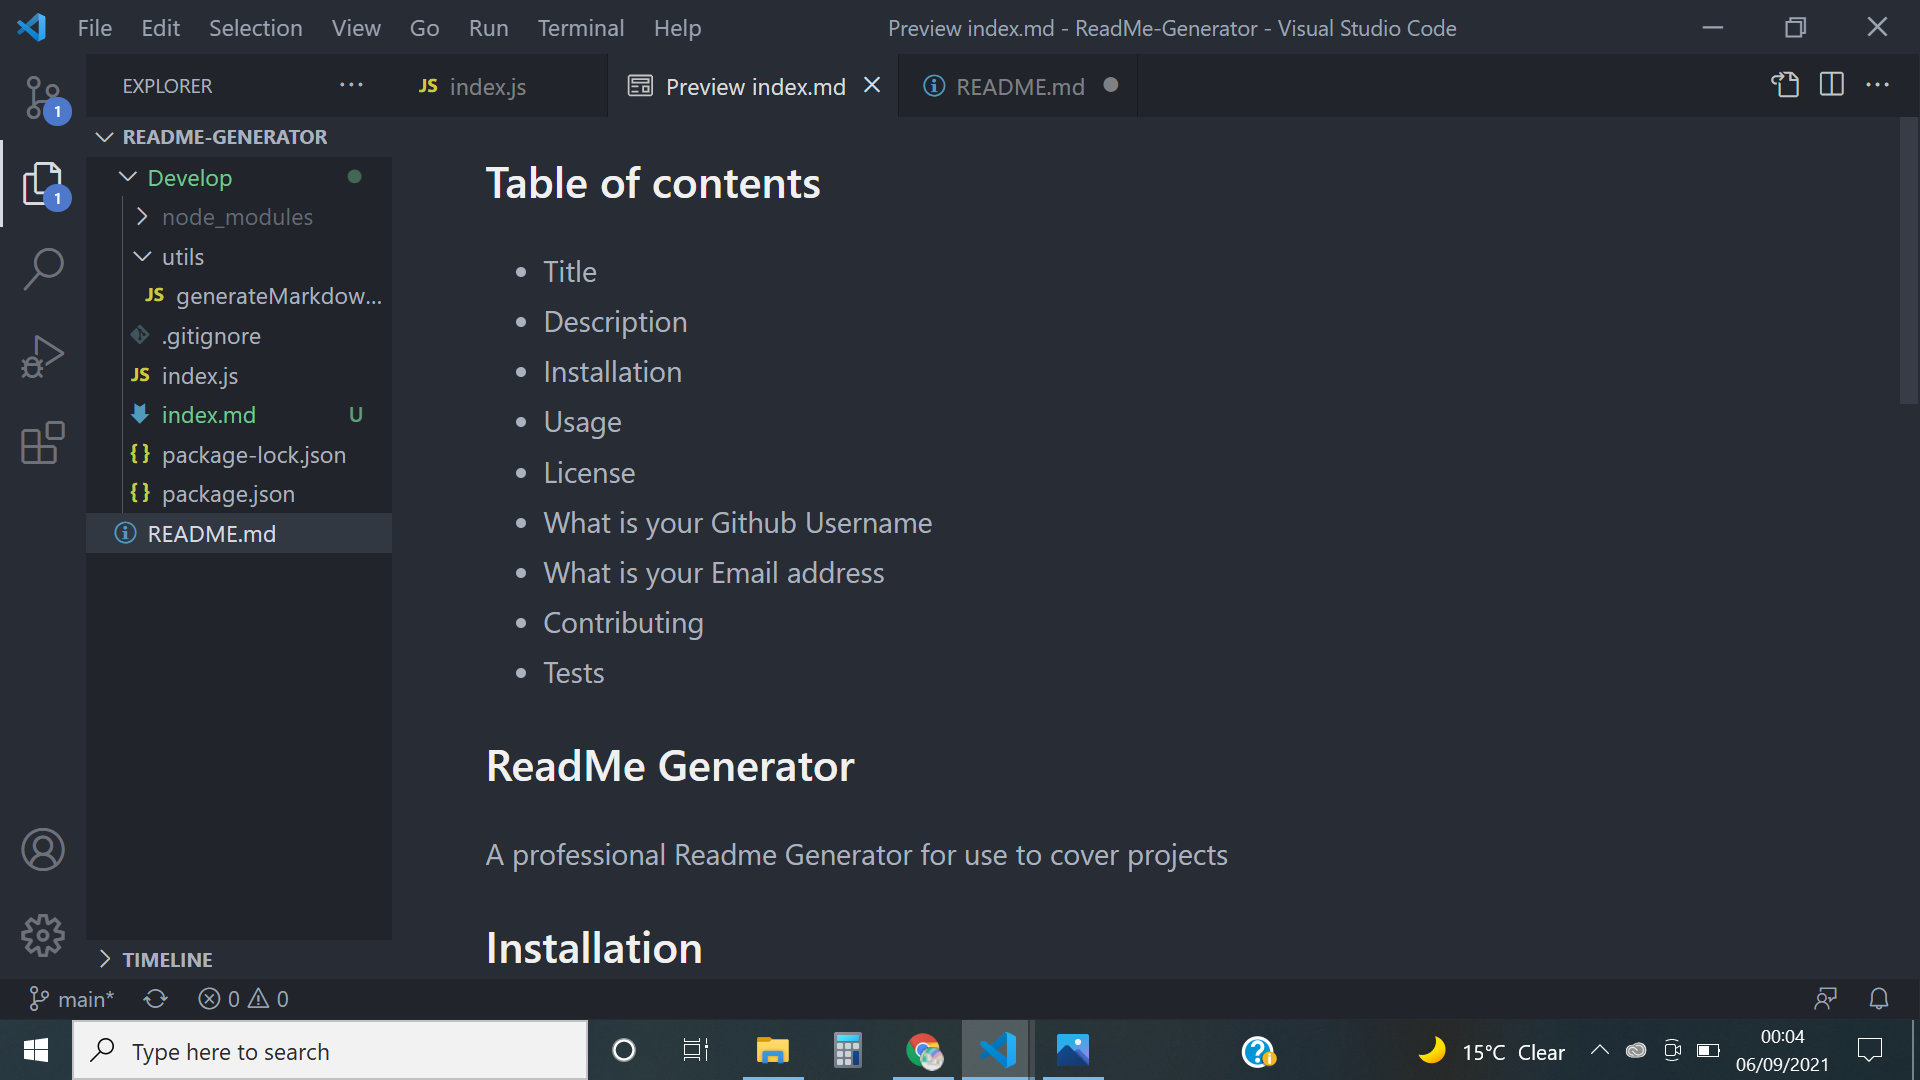 File Edit Selection View Go Run Terminal Help
Preview index.md - ReadMe-Generator - Visual Studio Code
EXPLORER
JS index.js
Preview index.md
README.md
1
README-GENERATOR
Develop
1
node_modules
utils
JS generateMarkdow...
.gitignore
JS index.js
index.md U
{} package-lock.json
{} package.json
README.md
TIMELINE
Table of contents
• Title
• Description
• Installation
• Usage
• License
• What is your Github Username
• What is your Email address
• Contributing
• Tests
ReadMe Generator
A professional Readme Generator for use to cover projects
Installation
main* 0 0
Type here to search
15°C Clear
00:04
06/09/2021